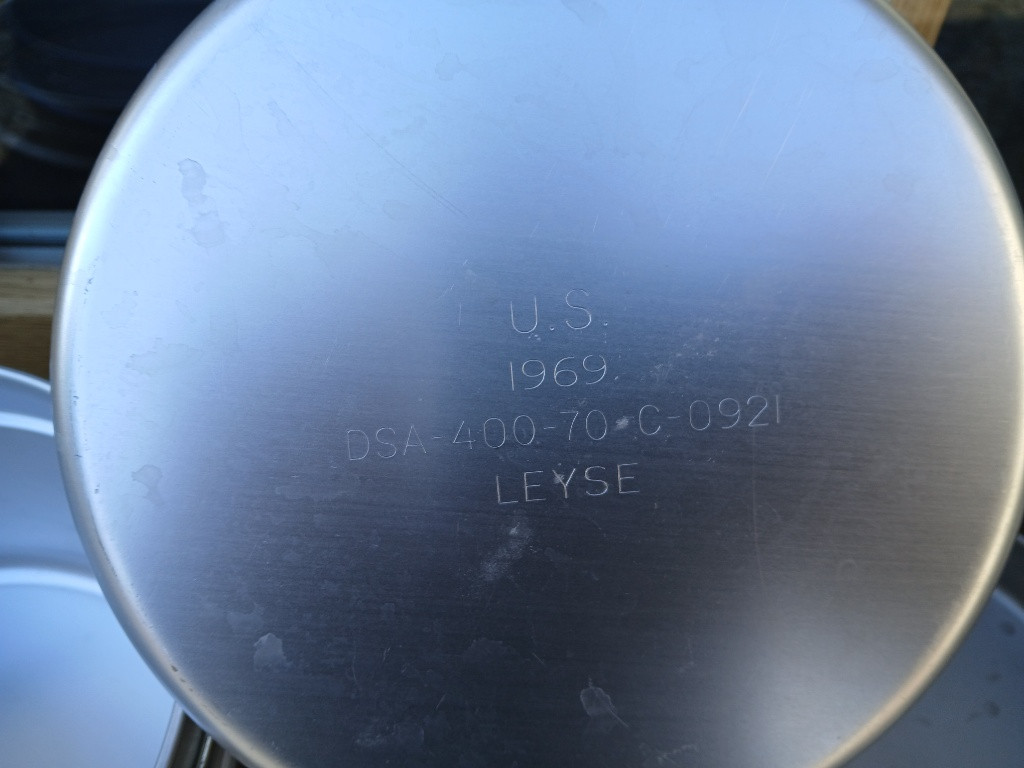 U.S.
1969.
DSA-400-70-C-0921
LEYSE